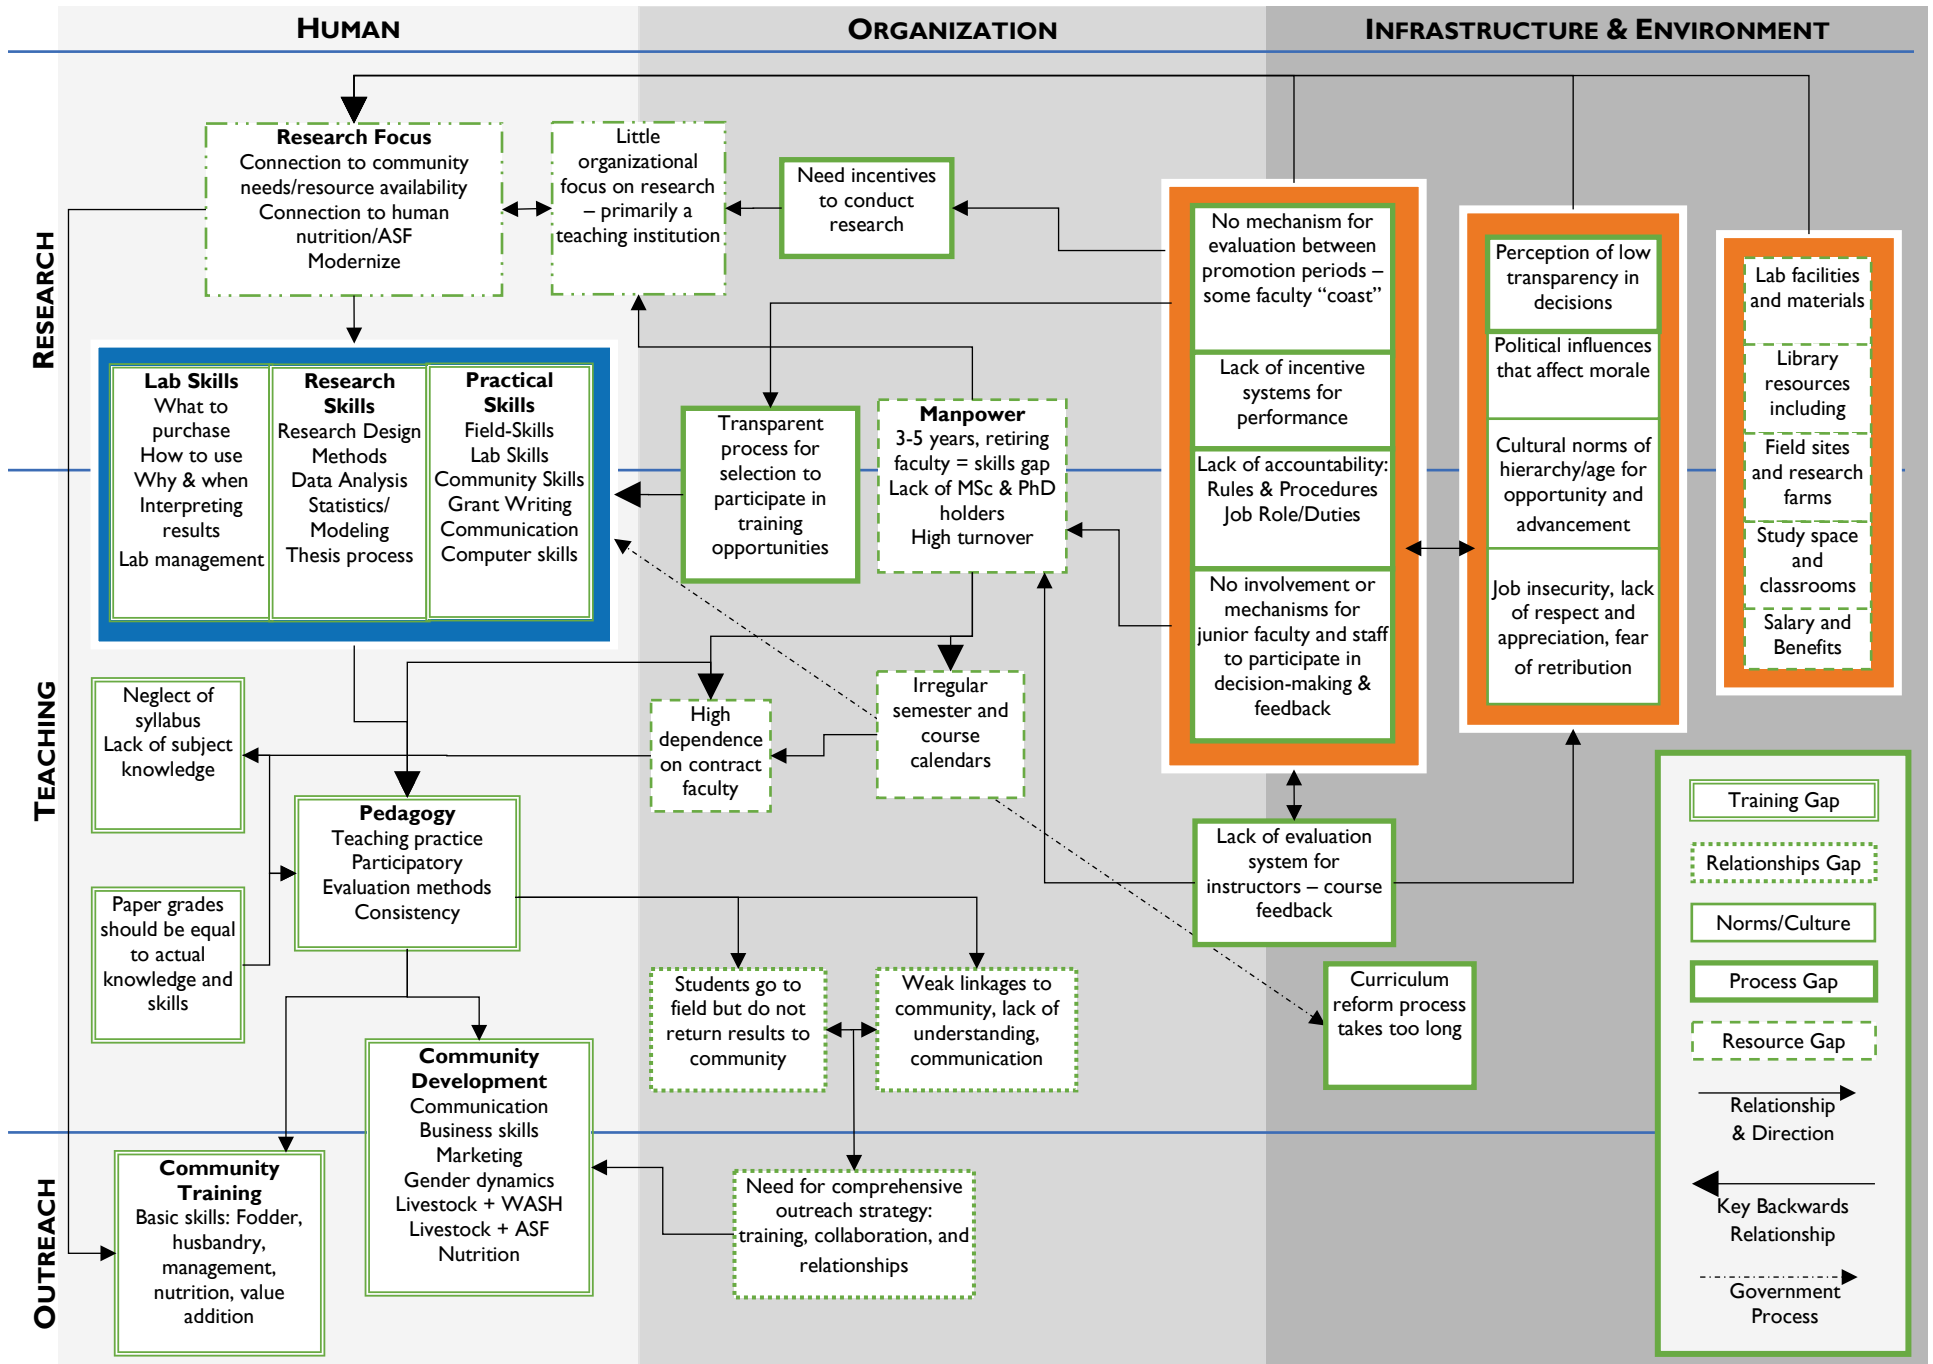 HUMAN
ORGANIZATION
INFRASTRUCTURE & ENVIRONMENT
RESEARCH
TEACHING
OUTREACH
Research Focus
Connection to community
needs/resource availability
Connection to human
nutrition/ASF
Modernize
Little
organizational
focus on research
– primarily a
teaching institution
Need incentives
to conduct
research
No mechanism for
evaluation between
promotion periods –
some faculty “coast”
Lack of incentive
systems for
performance
Lack of accountability:
Rules & Procedures
Job Role/Duties
No involvement or
mechanisms for
junior faculty and staff
to participate in
decision-making &
feedback
Perception of low
transparency in
decisions
Political influences
that affect morale
Cultural norms of
hierarchy/age for
opportunity and
advancement
Job insecurity, lack
of respect and
appreciation, fear
of retribution
Lab facilities
and materials
Library
resources
including
Field sites
and research
farms
Study space
and
classrooms
Salary and
Benefits
Lab Skills
What to
purchase
How to use
Why & when
Interpreting
results
Lab management
Research
Skills
Research Design
Methods
Data Analysis
Statistics/
Modeling
Thesis process
Practical
Skills
Field-Skills
Lab Skills
Community Skills
Grant Writing
Communication
Computer skills
Transparent
process for
selection to
participate in
training
opportunities
Manpower
3-5 years, retiring
faculty = skills gap
Lack of MSc & PhD
holders
High turnover
Neglect of
syllabus
Lack of subject
knowledge
High
dependence
on contract
faculty
Irregular
semester and
course
calendars
Pedagogy
Teaching practice
Participatory
Evaluation methods
Consistency
Lack of evaluation
system for
instructors – course
feedback
Paper grades
should be equal
to actual
knowledge and
skills
Students go to
field but do not
return results to
community
Weak linkages to
community, lack of
understanding,
communication
Curriculum
reform process
takes too long
Community
Development
Communication
Business skills
Marketing
Gender dynamics
Livestock + WASH
Livestock + ASF
Nutrition
Community
Training
Basic skills: Fodder,
husbandry,
management,
nutrition, value
addition
Need for comprehensive
outreach strategy:
training, collaboration, and
relationships
Training Gap
Relationships Gap
Norms/Culture
Process Gap
Resource Gap
Relationship
& Direction
Key Backwards
Relationship
Government
Process